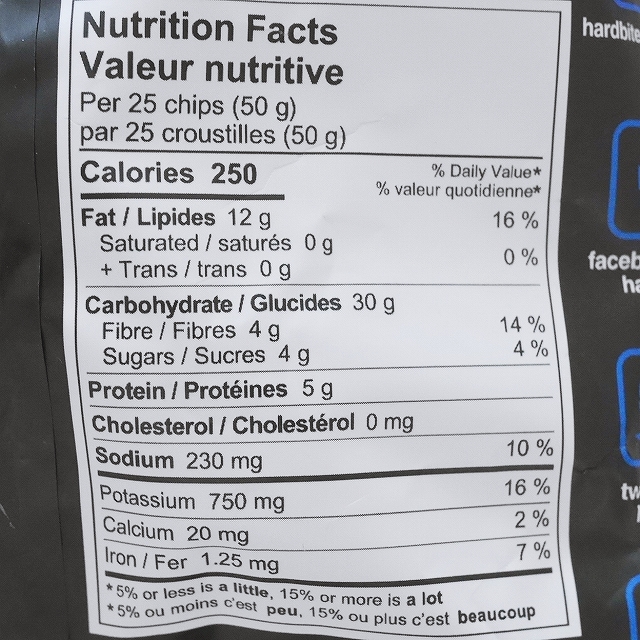 Nutrition Facts
Valeur nutritive
Per 25 chips (50 g)
par 25 croustilles (50 g)
Calories 250
% Daily Value*
% valeur quotidienne*
Fat / Lipides 12 g 16 %
Saturated / saturés 0 g
+ Trans / trans 0 g 0 %
Carbohydrate / Glucides 30 g
Fibre / Fibres 4 g 14 %
Sugars / Sucres 4 g 4 %
Protein / Protéines 5 g
Cholesterol / Cholestérol 0 mg
Sodium 230 mg 10 %
Potassium 750 mg 16 %
Calcium 20 mg 2 %
Iron / Fer 1.25 mg 7 %
*5% or less is a little, 15% or more is a lot
*5% ou moins c'est peu, 15% ou plus c'est beaucoup
hardbite
faceb
ha
tw